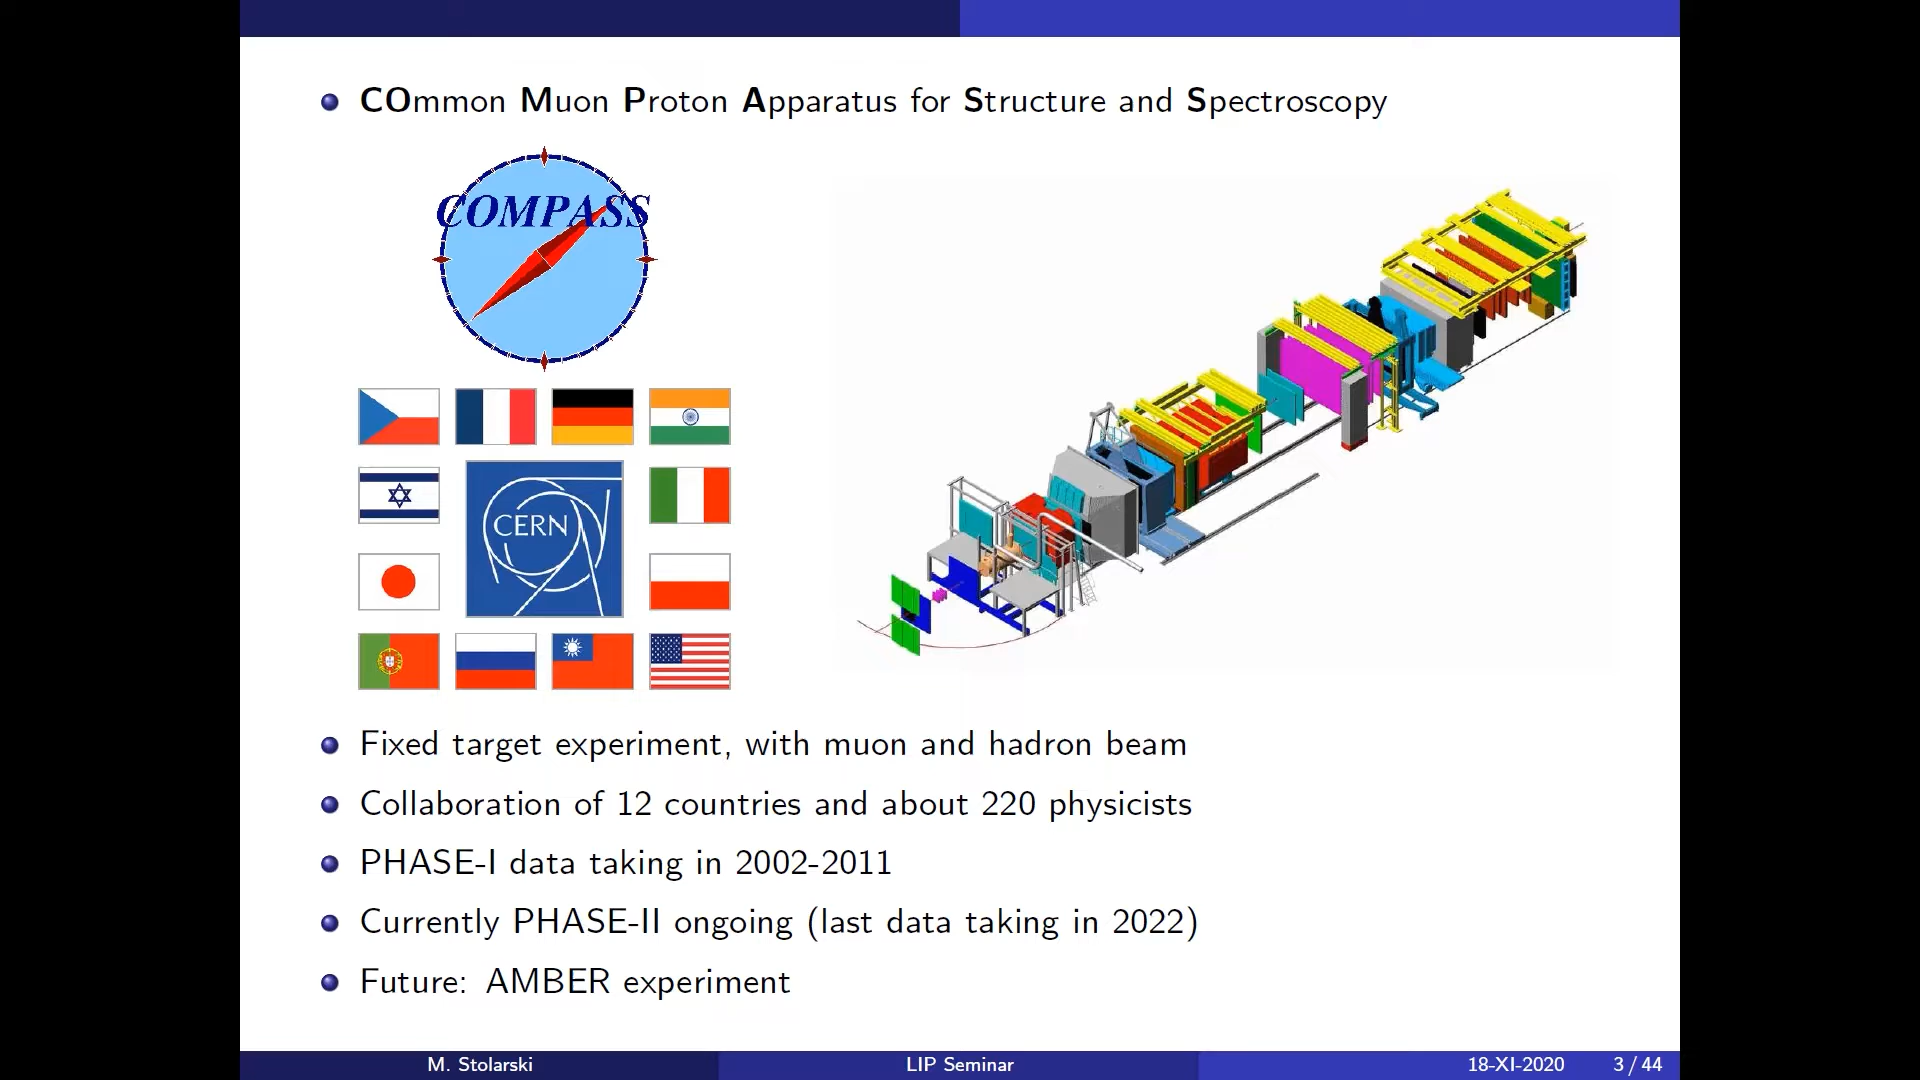 COmmon Muon Proton Apparatus for Structure and Spectroscopy
COMPASS
CERN
Fixed target experiment, with muon and hadron beam
Collaboration of 12 countries and about 220 physicists
PHASE-I data taking in 2002-2011
Currently PHASE-II ongoing (last data taking in 2022)
Future: AMBER experiment
M. Stolarski LIP Seminar 18-XI-2020 3 / 44